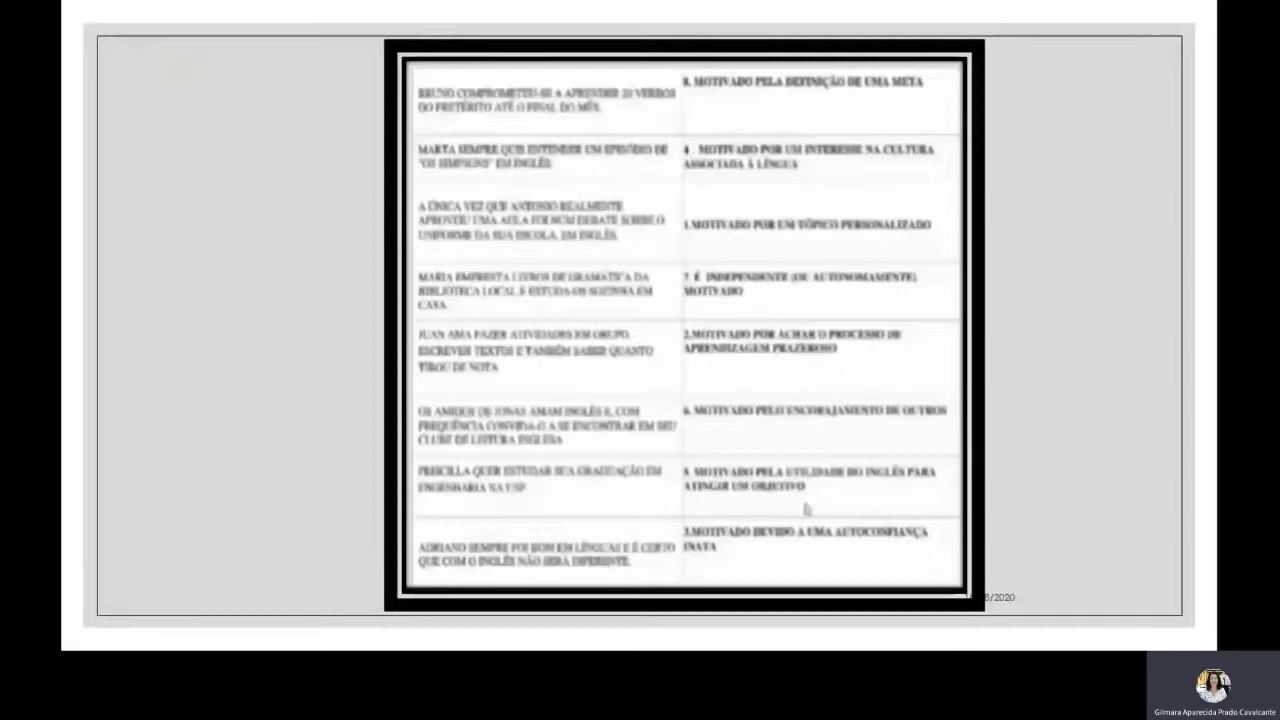 BRUNO COMPROMETEU-SE A APRENDER 20 VERBOS
DO PRETÉRITO ATÉ O FINAL DO MÊS.
8. MOTIVADO PELA DEFINIÇÃO DE UMA META
MARTA SEMPRE QUIS ENTENDER UM EPISÓDIO DE
"OS SIMPSONS" EM INGLÊS
4 . MOTIVADO POR UM INTERESSE NA CULTURA
ASSOCIADA À LÍNGUA
A ÚNICA VEZ QUE ANTONIO REALMENTE
UMA AULA FOI NUM DEBATE SOBRE O
UNIFORME DA SUA ESCOLA, EM INGLÊS.
1.MOTIVADO POR UM TÓPICO PERSONALIZADO
MARIA EMPRESTA LIVROS DE GRAMATICA DA
BIBLIOTECA LOCAL E ESTUDA-OS SOZINHA EM
CASA
7 É INDEPENDENTE (OU AUTONOMAMENTE)
MOTIVADO
JUAN AMA FAZER ATIVIDADES EM GRUPO,
ESCREVER TEXTOS E TAMBÉM SABER QUANTO
TIROU DE NOTA
2.MOTIVADO POR ACHAR O PROCESSO DE
APRENDIZAGEM PRAZEROSO
OS AMIGOS DE JONAS AMAM INGLÊS E, COM
FREQUÊNCIA CONVIDA-O A SE ENCONTRAR EM SEU
CLUBE DE LEITURA INGLESA
6. MOTIVADO PELO ENCORAJAMENTO DE OUTROS
PRISCILLA QUER ESTUDAR SUA GRADUAÇÃO EM
ENGENHARIA NA USP
5. MOTIVADO PELA UTILIDADE DO INGLÊS PARA
ATINGIR UM OBJETIVO
ADRIANO SEMPRE FOI BOM EM LÍNGUAS E É CERTO
QUE COM O INGLÊS NÃO SERÁ DIFERENTE.
3.MOTIVADO DEVIDO A UMA AUTOCONFIANÇA
INATA
8/2020
Gilmara Aparecida Prado Cavalcante